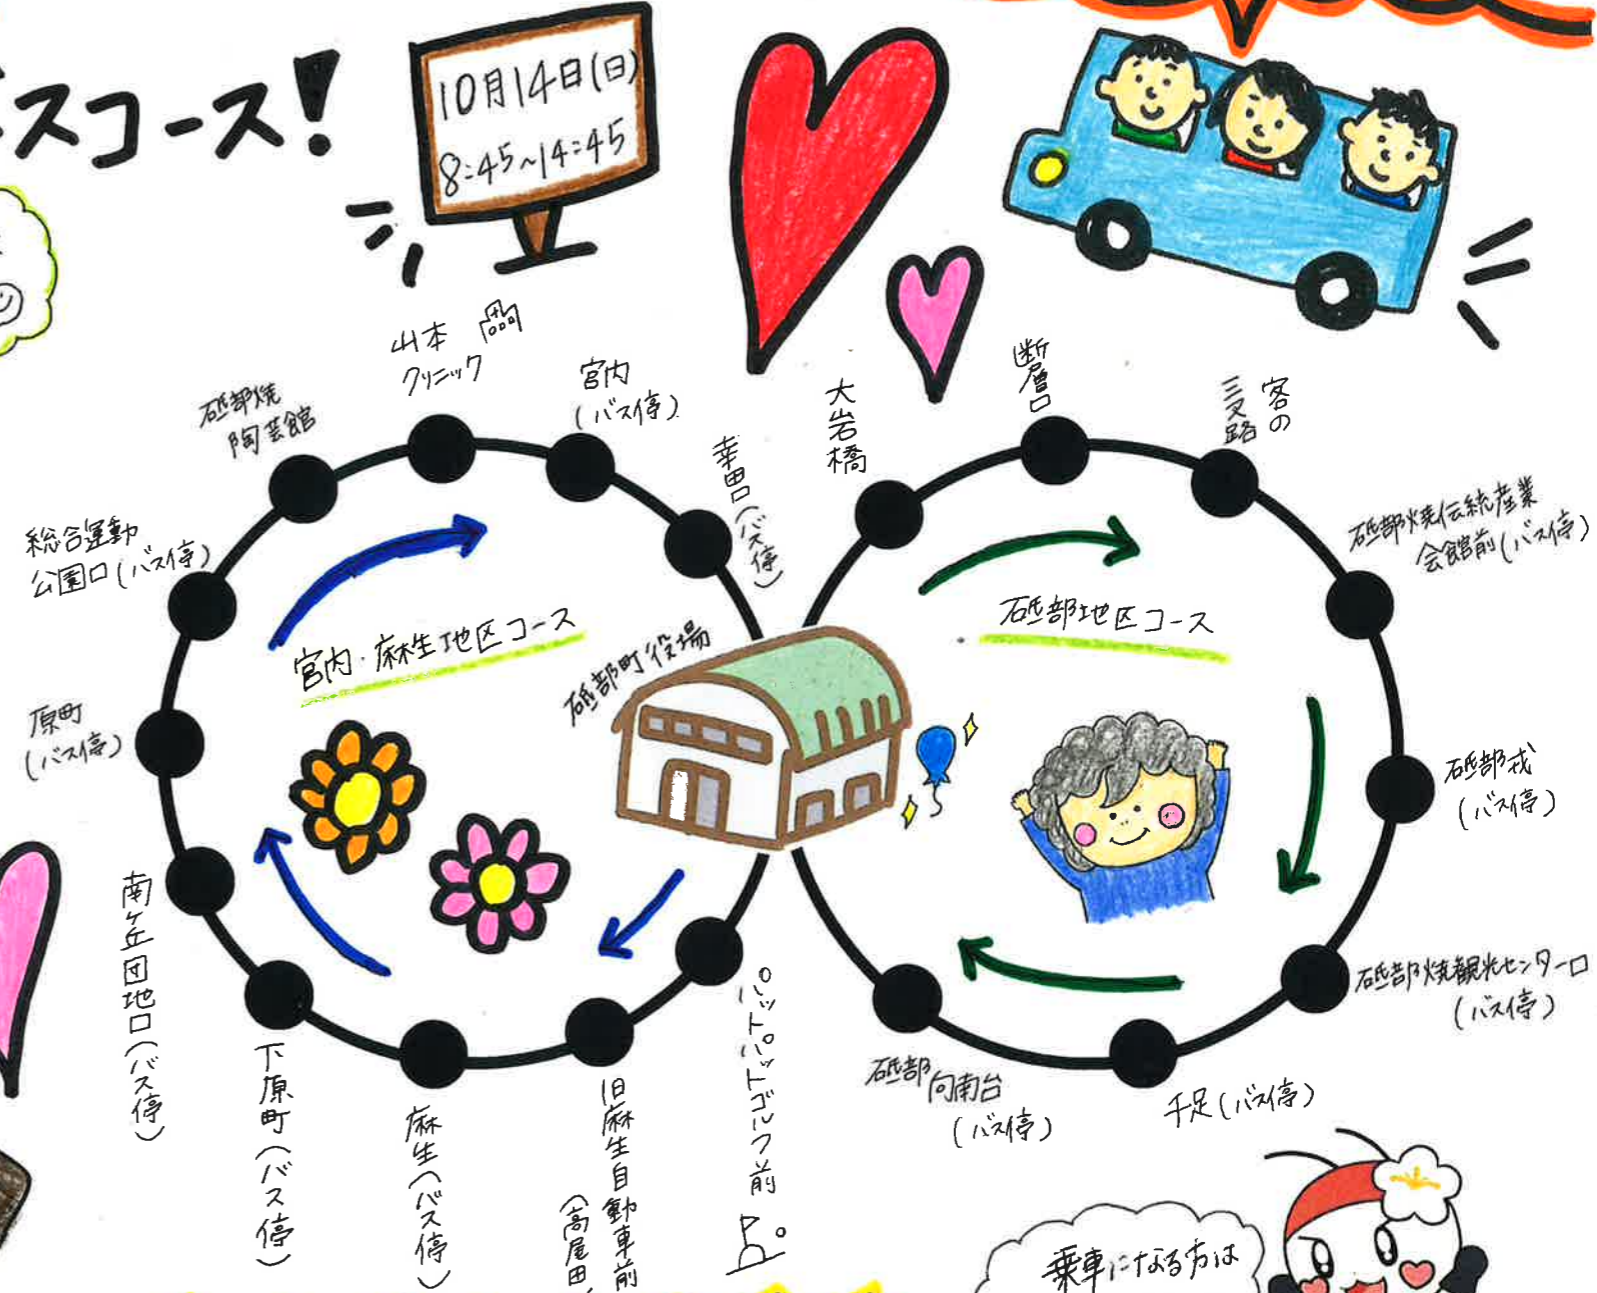 スコース!
10月14日(日)
8:45~14:45
山本
クリニック
宮内
(バス停)
砥部焼
陶芸館
幸田口(バス停)
大岩橋
断層口
客の
三叉路
総合運動
公園口(バス停)
砥部焼伝統産業
会館前(バス停)
宮内・麻生地区コース
砥部町役場
砥部地区コース
原町
(バス停)
砥部戎
(バス停)
南ケ丘団地口(バス停)
砥部焼観光センター口
(バス停)
パットパットゴルフ前
砥部
向南台
(バス停)
千足(バス停)
下原町(バス停)
麻生(バス停)
旧麻生自動車前
(高尾田
乗車になる方は